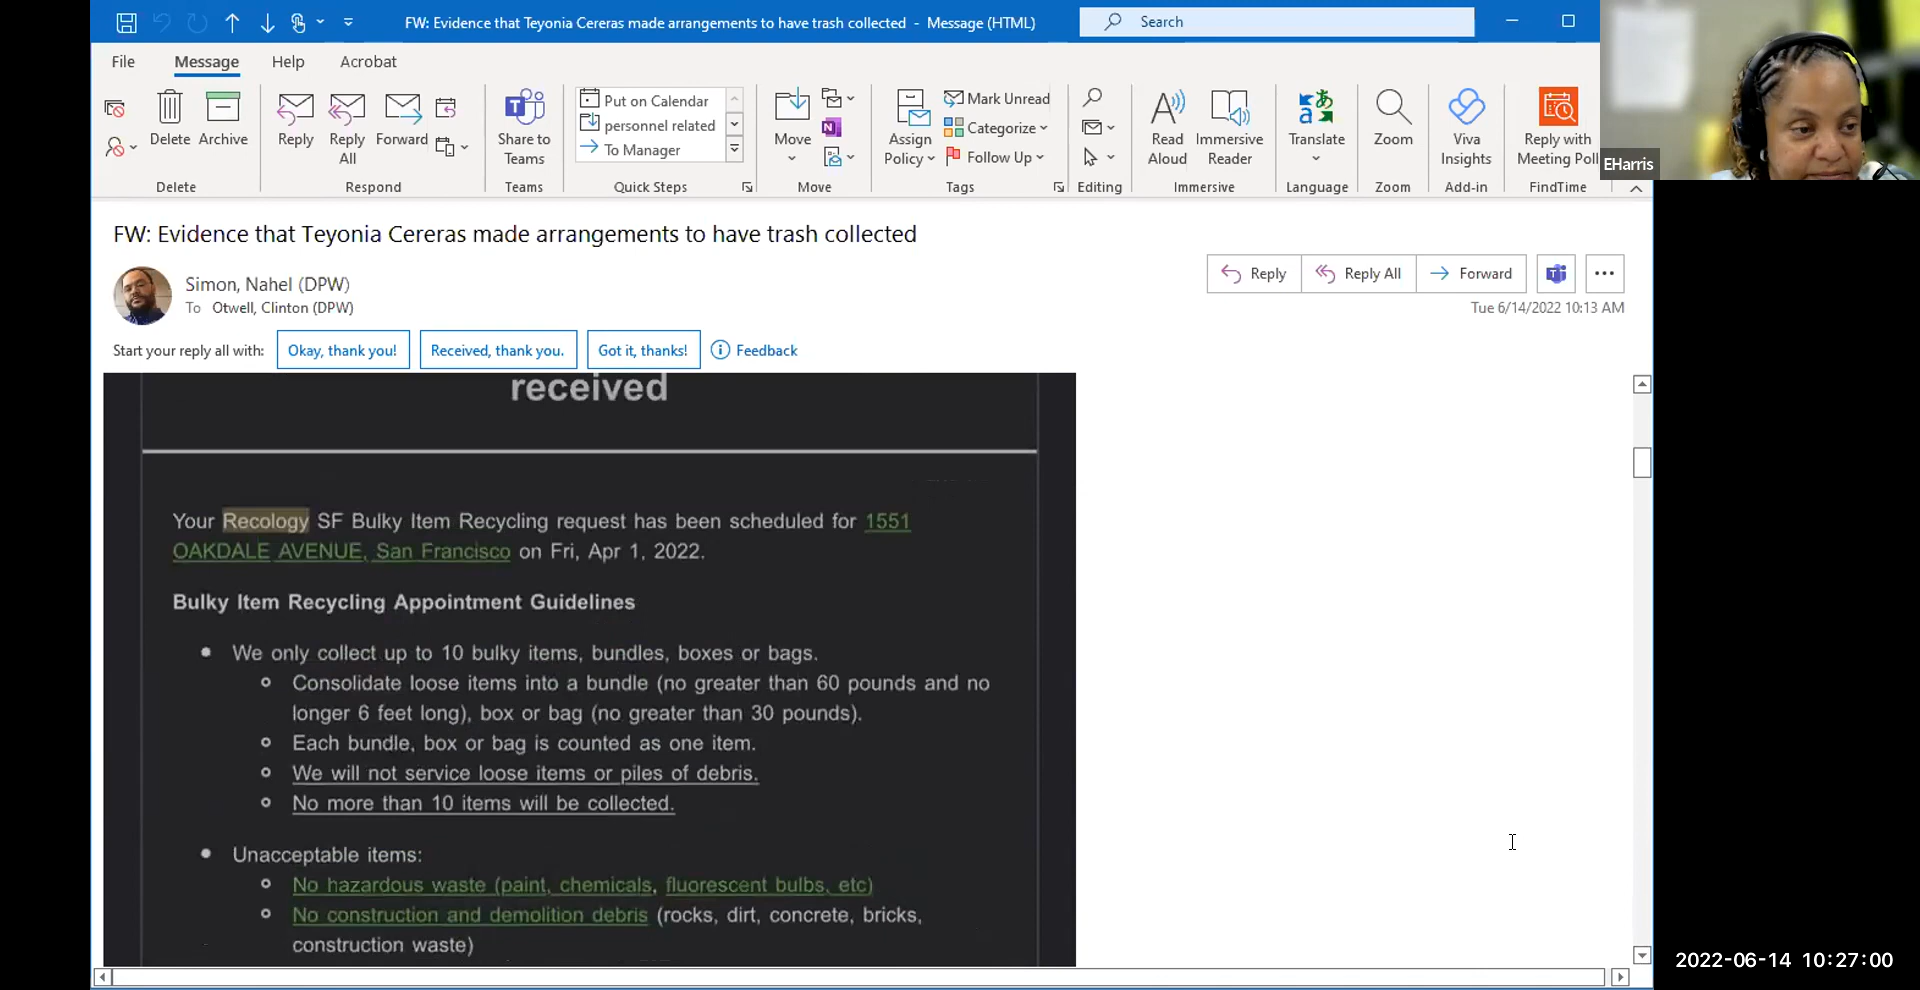 FW: Evidence that Teyonia Cereras made arrangements to have trash collected - Message (HTML)
Search
File Message Help Acrobat
Delete Archive
Reply Reply All Forward
Share to Teams
Put on Calendar
personnel related
To Manager
Move
Assign Policy
Mark Unread
Categorize
Follow Up
Read Aloud
Immersive Reader
Translate
Zoom
Viva Insights
Reply with Meeting Poll
Delete Respond Teams Quick Steps Move Tags Editing Immersive Language Zoom Add-in FindTime
EHarris
FW: Evidence that Teyonia Cereras made arrangements to have trash collected
Simon, Nahel (DPW)
To Otwell, Clinton (DPW)
Reply Reply All Forward
Tue 6/14/2022 10:13 AM
Start your reply all with: Okay, thank you! Received, thank you. Got it, thanks! Feedback
received
Your Recology SF Bulky Item Recycling request has been scheduled for 1551
OAKDALE AVENUE, San Francisco on Fri, Apr 1, 2022.
Bulky Item Recycling Appointment Guidelines
We only collect up to 10 bulky items, bundles, boxes or bags.
Consolidate loose items into a bundle (no greater than 60 pounds and no
longer 6 feet long), box or bag (no greater than 30 pounds).
Each bundle, box or bag is counted as one item.
We will not service loose items or piles of debris.
No more than 10 items will be collected.
Unacceptable items:
No hazardous waste (paint, chemicals, fluorescent bulbs, etc)
No construction and demolition debris (rocks, dirt, concrete, bricks,
construction waste)
2022-06-14 10:27:00